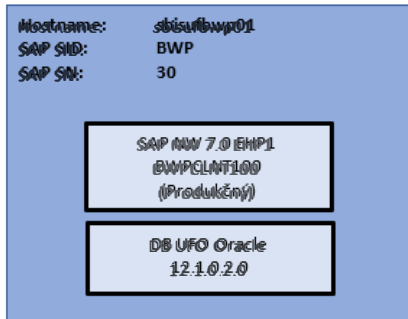 Hostname: sbisufbwp01
SAP SID: BWP
SAP SN: 30
SAP NW 7.0 EHP1
BWPCLNT100
(Produkčný)
DB UFO Oracle
12.1.0.2.0